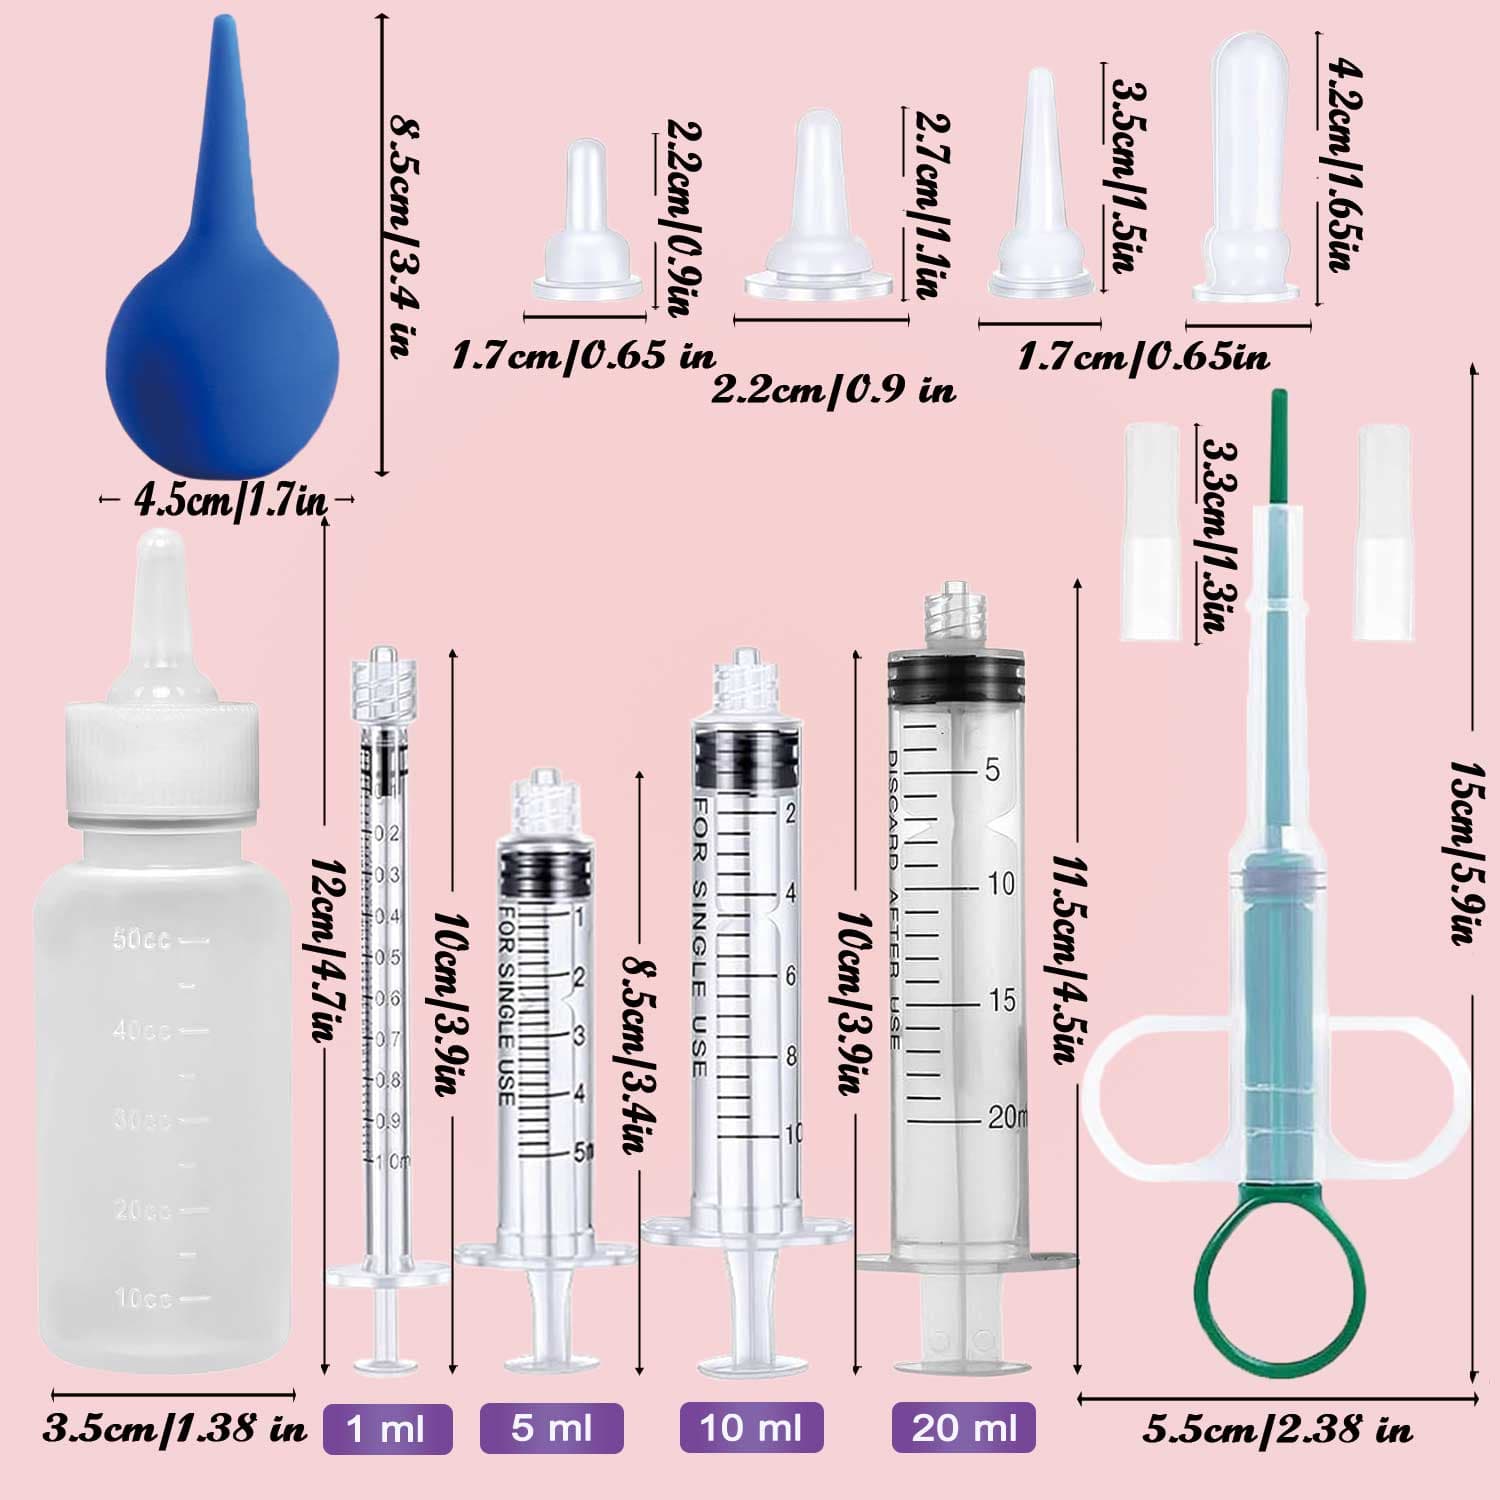 8.5cm/3.4 in
4.5cm/1.7in
2.2cm/0.9in
1.7cm/0.65 in
2.7cm/1.1in
2.2cm/0.9 in
3.5cm/1.5in
4.2cm/1.65in
1.7cm/0.65in
3.3cm/1.3in
15cm/5.9in
5.5cm/2.38 in
12cm/4.7in
50cc
40cc
30cc
20cc
10cc
3.5cm/1.38 in
0.1
0.2
0.3
0.4
0.5
0.6
0.7
0.8
0.9
1.0m
10cm/3.9in
1 ml
FOR SINGLE USE
1
2
3
4
5m
8.5cm/3.4in
5 ml
FOR SINGLE USE
2
4
6
8
10
10cm/3.9in
10 ml
DISCARD AFTER USE
5
10
15
20m
11.5cm/4.5in
20 ml